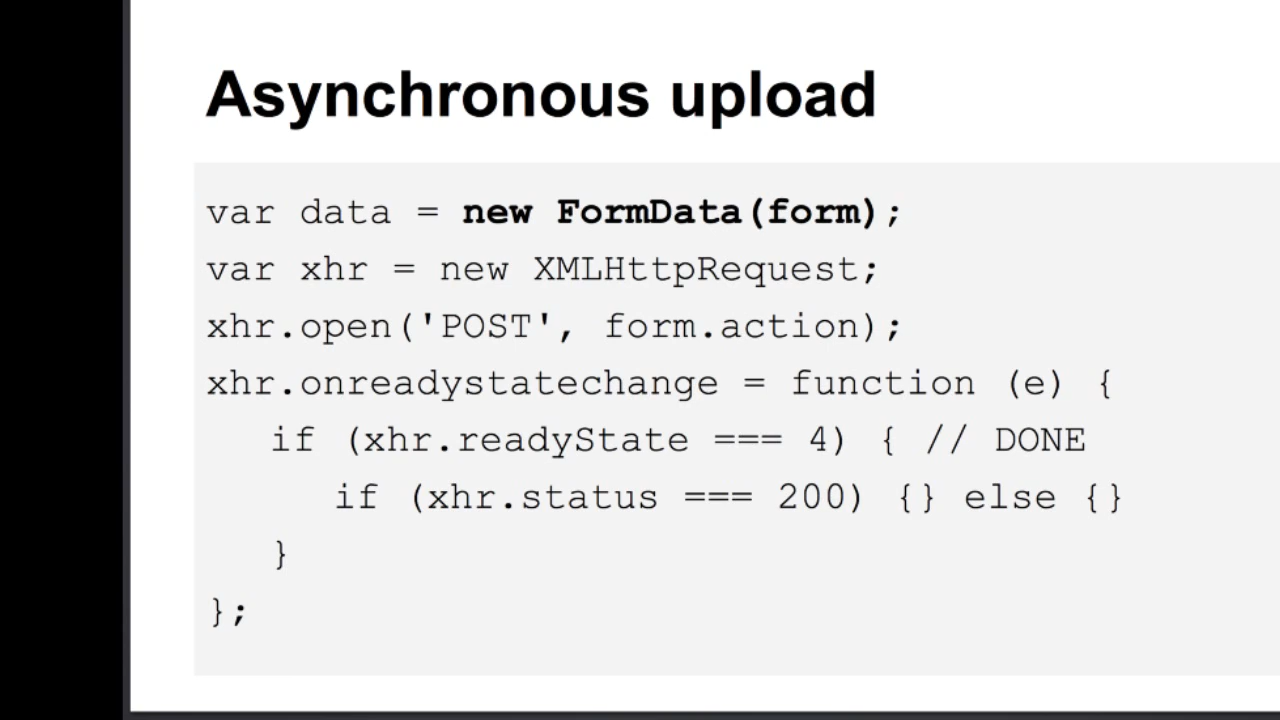 Asynchronous upload
var data = new FormData(form);
var xhr = new XMLHttpRequest;
xhr.open('POST', form.action);
xhr.onreadystatechange = function (e) {
if (xhr.readyState === 4) { // DONE
if (xhr.status === 200) {} else {}
}
};